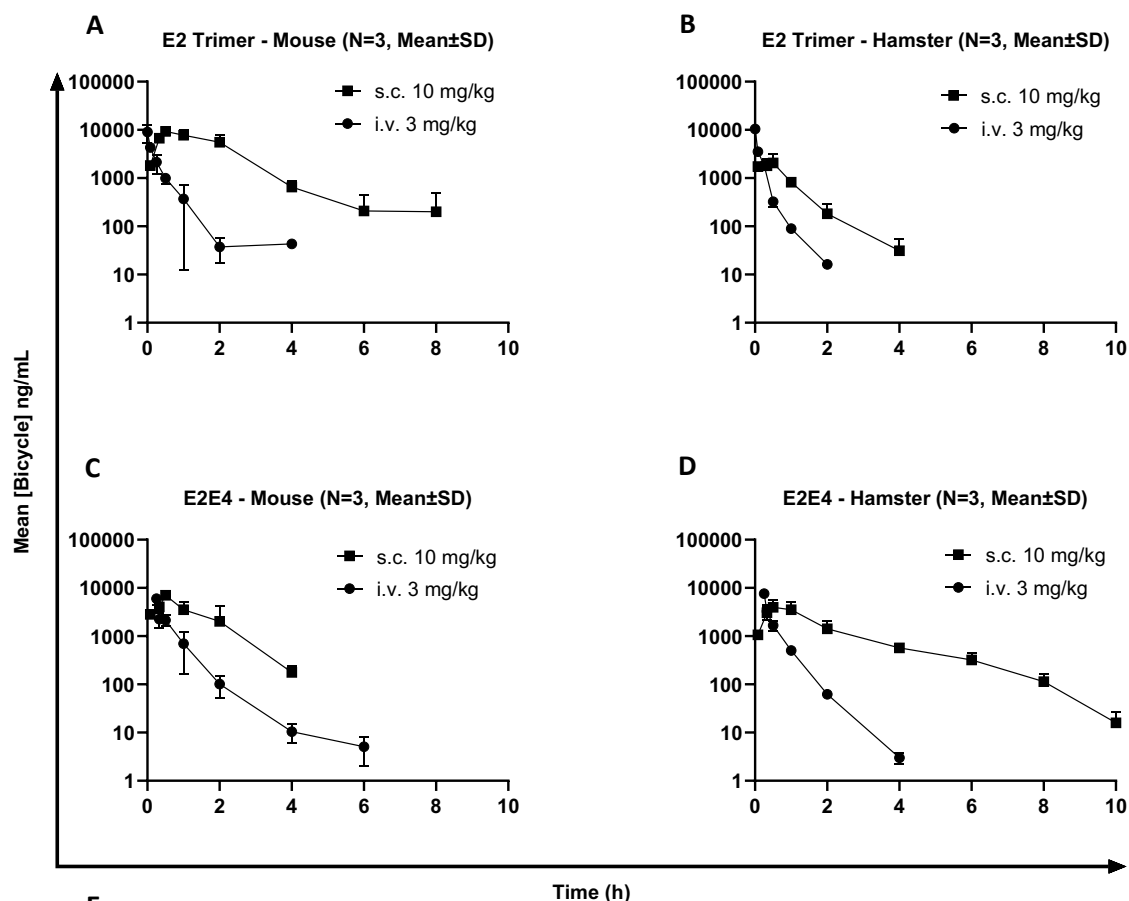 A
E2 Trimer - Mouse (N=3, Mean±SD)
s.c. 10 mg/kg
i.v. 3 mg/kg
100000
10000
1000
100
10
1
0 2 4 6 8 10
B
E2 Trimer - Hamster (N=3, Mean±SD)
s.c. 10 mg/kg
i.v. 3 mg/kg
100000
10000
1000
100
10
1
0 2 4 6 8 10
C
E2E4 - Mouse (N=3, Mean±SD)
s.c. 10 mg/kg
i.v. 3 mg/kg
100000
10000
1000
100
10
1
0 2 4 6 8 10
D
E2E4 - Hamster (N=3, Mean±SD)
s.c. 10 mg/kg
i.v. 3 mg/kg
100000
10000
1000
100
10
1
0 2 4 6 8 10
Mean [Bicycle] ng/mL
Time (h)